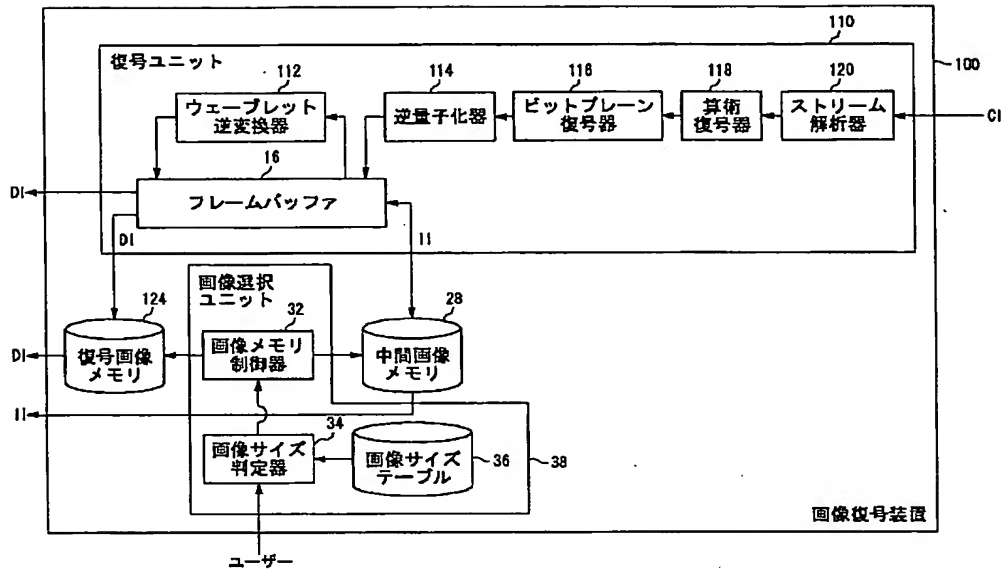 110
復号ユニット
100
112
114
116
118
120
ウェーブレット
逆変換器
逆量子化器
ビットプレーン
復号器
算術
復号器
ストリーム
解析器
CI
16
フレームバッファ
DI
DI
II
画像選択
ユニット
124
32
28
復号画像
メモリ
画像メモリ
制御器
中間画像
メモリ
DI
II
34
画像サイズ
判定器
画像サイズ
テーブル
36
38
画像復号装置
ユーザー